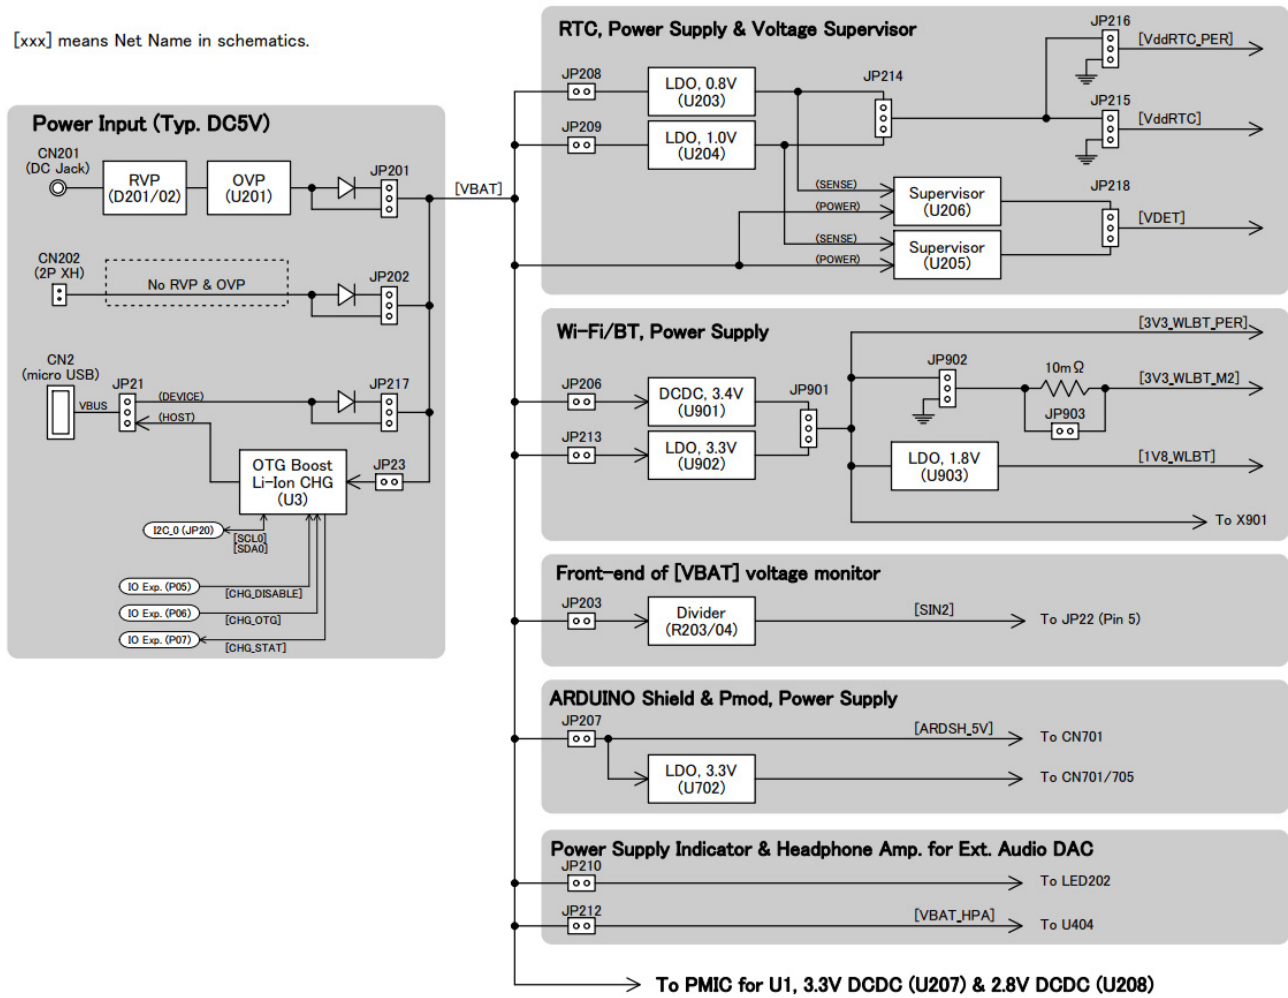 [xxx] means Net Name in schematics.
Power Input (Typ. DC5V)
CN201
(DC Jack)
RVP
(D201/02)
OVP
(U201)
JP201
[VBAT]
CN202
(2P XH)
No RVP & OVP
JP202
CN2
(micro USB)
VBUS
JP21
(DEVICE)
(HOST)
JP217
OTG Boost
Li-Ion CHG
(U3)
JP23
I2C_0 (JP20)
[SCL0]
[SDA0]
IO Exp. (P05)
[CHG_DISABLE]
IO Exp. (P06)
[CHG_OTG]
IO Exp. (P07)
[CHG_STAT]
RTC, Power Supply & Voltage Supervisor
JP208
LDO, 0.8V
(U203)
JP209
LDO, 1.0V
(U204)
JP214
JP216
[VddRTC_PER]
JP215
[VddRTC]
(SENSE)
(POWER)
Supervisor
(U206)
(SENSE)
(POWER)
Supervisor
(U205)
JP218
[VDET]
Wi-Fi/BT, Power Supply
JP206
DCDC, 3.4V
(U901)
JP213
LDO, 3.3V
(U902)
JP901
[3V3_WLBT_PER]
JP902
10mΩ
JP903
[3V3_WLBT_M2]
LDO, 1.8V
(U903)
[1V8_WLBT]
To X901
Front-end of [VBAT] voltage monitor
JP203
Divider
(R203/04)
[SIN2]
To JP22 (Pin 5)
ARDUINO Shield & Pmod, Power Supply
JP207
[ARDSH_5V]
To CN701
LDO, 3.3V
(U702)
To CN701/705
Power Supply Indicator & Headphone Amp. for Ext. Audio DAC
JP210
To LED202
JP212
[VBAT_HPA]
To U404
To PMIC for U1, 3.3V DCDC (U207) & 2.8V DCDC (U208)